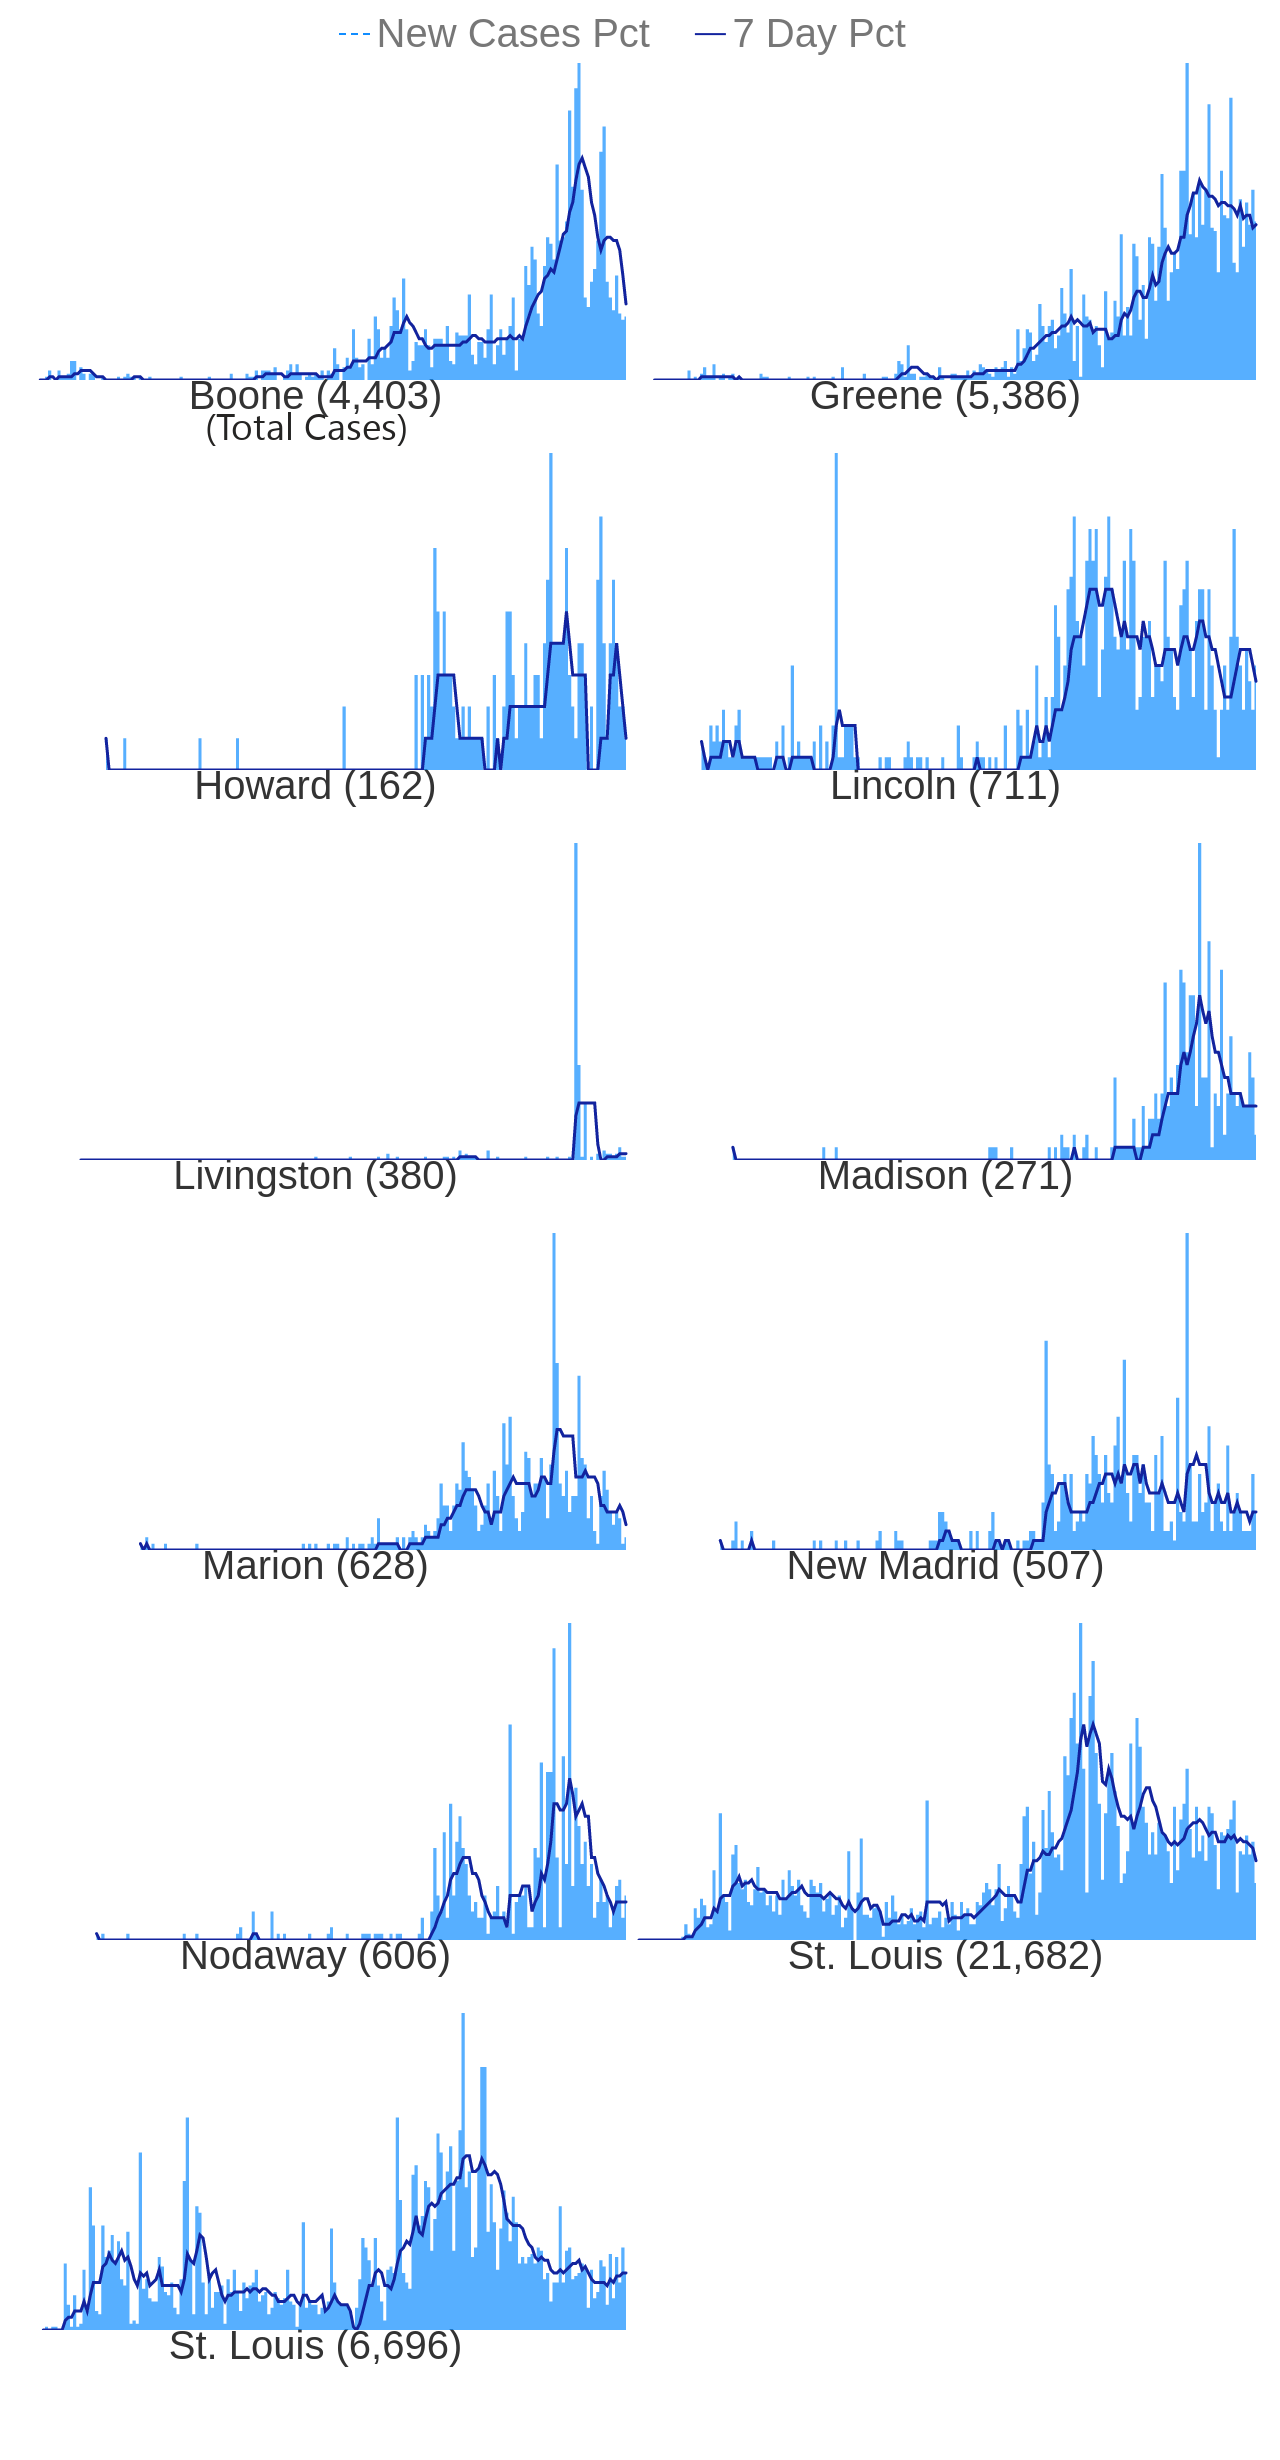 New Cases Pct 7 Day Pct
Boone (4,403) Greene (5,386)
(Total Cases)
Howard (162) Lincoln (711)
Livingston (380) Madison (271)
Marion (628) New Madrid (507)
Nodaway (606) St. Louis (21,682)
St. Louis (6,696)